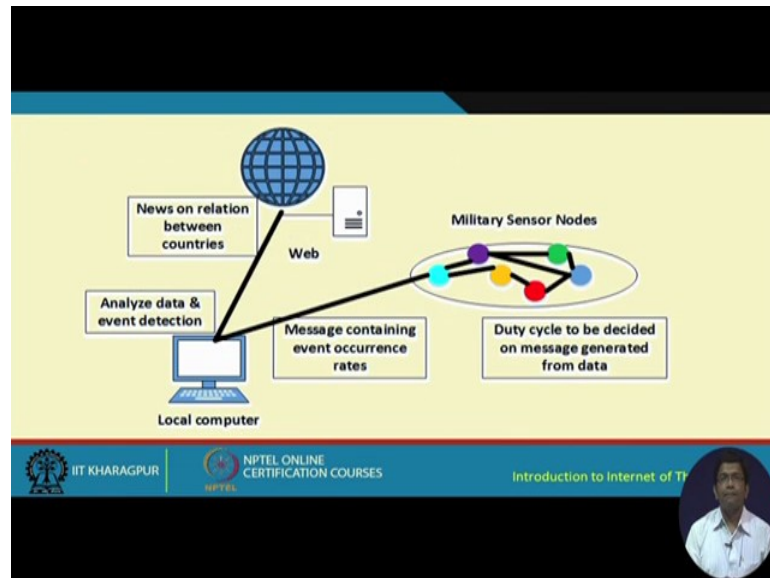 News on relation
between
countries
Web
Military Sensor Nodes
Analyze data &
event detection
Message containing
event occurrence
rates
Duty cycle to be decided
on message generated
from data
Local computer
IIT KHARAGPUR
NPTEL
NPTEL ONLINE
CERTIFICATION COURSES
Introduction to Internet of Th